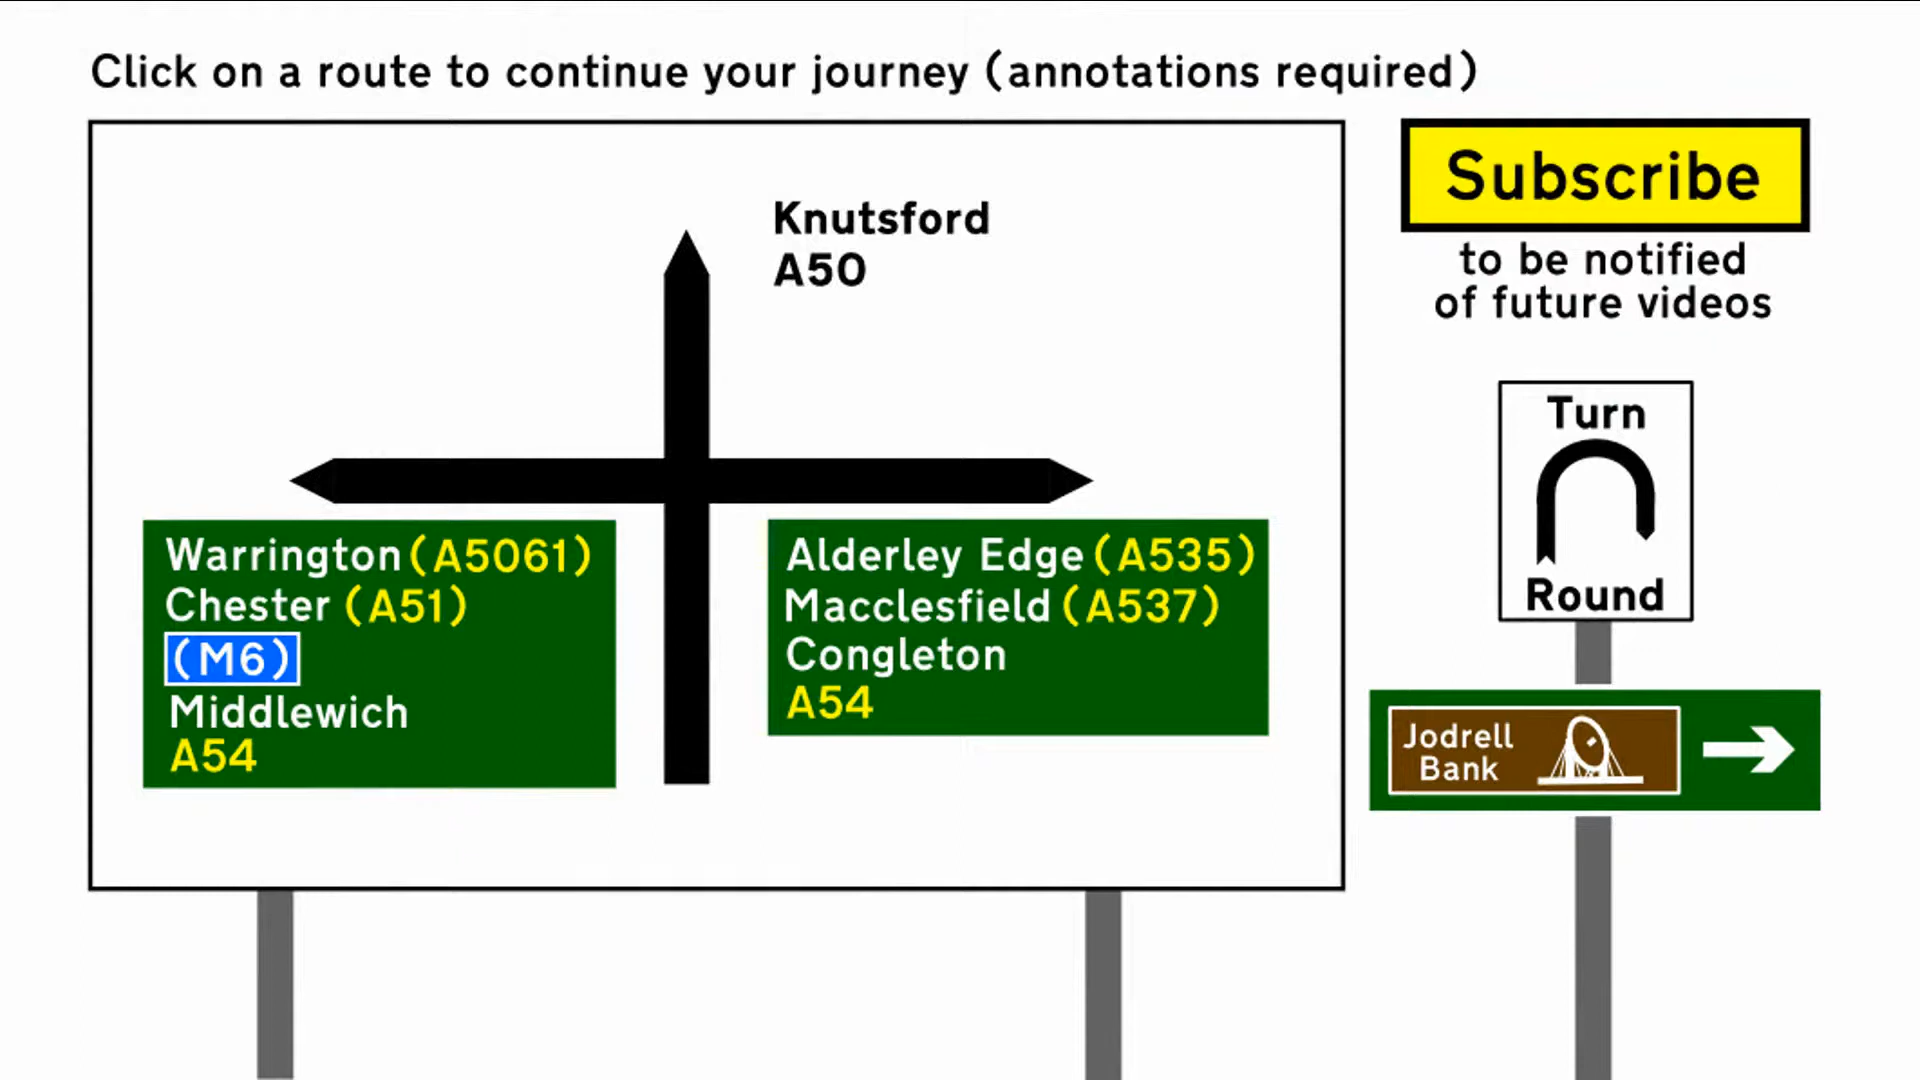 Click on a route to continue your journey (annotations required)
Knutsford
A50
Warrington (A5061)
Chester (A51)
(M6)
Middlewich
A54
Alderley Edge (A535)
Macclesfield (A537)
Congleton
A54
Subscribe
to be notified
of future videos
Turn
Round
Jodrell
Bank